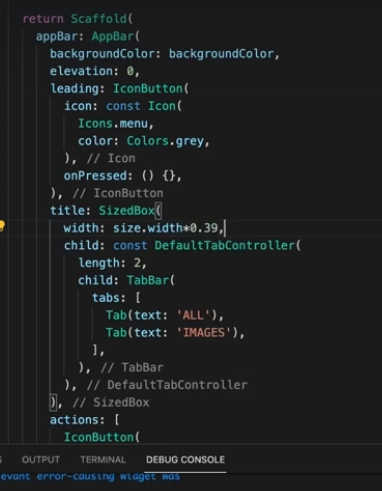 return Scaffold(
appBar: AppBar(
backgroundColor: backgroundColor,
elevation: 0,
leading: IconButton(
icon: const Icon(
Icons.menu,
color: Colors.grey,
), // Icon
onPressed: () {},
), // IconButton
title: SizedBox(
width: size.width*0.39,
child: const DefaultTabController(
length: 2,
child: TabBar(
tabs: [
Tab(text: 'ALL'),
Tab(text: 'IMAGES'),
],
), // TabBar
), // DefaultTabController
), // SizedBox
actions: [
IconButton(
OUTPUT TERMINAL DEBUG CONSOLE
error-causing widget was